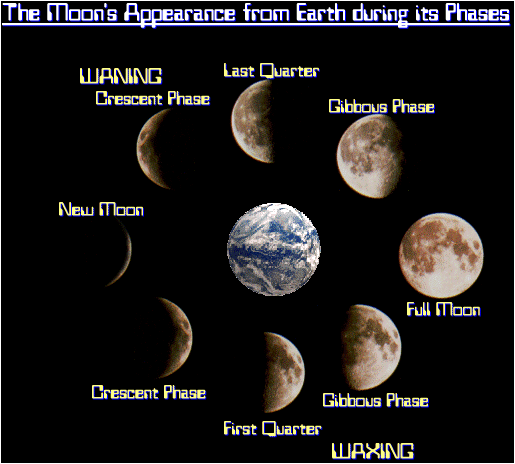 The Moon's Appearance from Earth during its Phases
WANING
Last Quarter
Crescent Phase
Gibbous Phase
New Moon
Full Moon
Crescent Phase
Gibbous Phase
First Quarter
WAXING